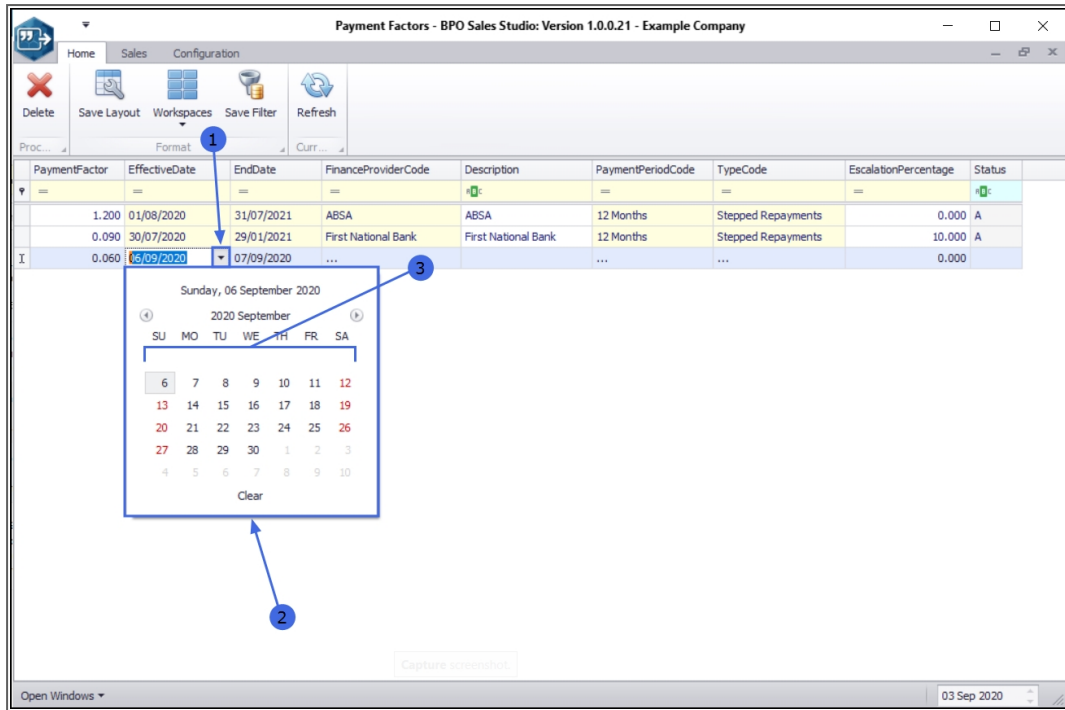 Payment Factors - BPO Sales Studio: Version 1.0.0.21 - Example Company
Home Sales Configuration
Delete Save Layout Workspaces Save Filter Refresh
Proc... Format Curr...
1
PaymentFactor EffectiveDate EndDate FinanceProviderCode Description PaymentPeriodCode TypeCode EscalationPercentage Status
= = = = ABC = = = ABC
1.200 01/08/2020 31/07/2021 ABSA ABSA 12 Months Stepped Repayments 0.000 A
0.090 30/07/2020 29/01/2021 First National Bank First National Bank 12 Months Stepped Repayments 10.000 A
0.060 06/09/2020 07/09/2020 ... ... ... 0.000
3
Sunday, 06 September 2020
2020 September
SU MO TU WE TH FR SA
6 7 8 9 10 11 12
13 14 15 16 17 18 19
20 21 22 23 24 25 26
27 28 29 30 1 2 3
4 5 6 7 8 9 10
Clear
2
Capture screenshot.
Open Windows 03 Sep 2020